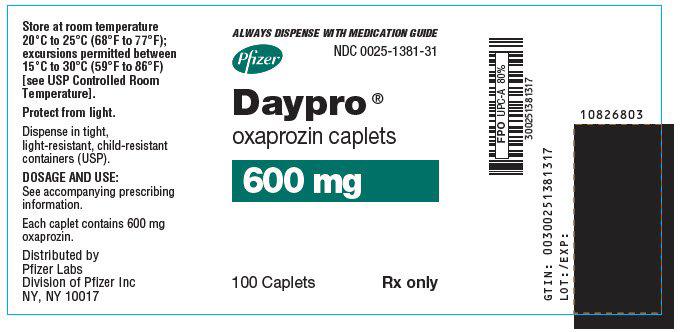 Store at room temperature
20°C to 25°C (68°F to 77°F);
excursions permitted between
15°C to 30°C (59°F to 86°F)
[see USP Controlled Room
Temperature].
Protect from light.
Dispense in tight,
light-resistant, child-resistant
containers (USP).
DOSAGE AND USE:
See accompanying prescribing
information.
Each caplet contains 600 mg
oxaprozin.
Distributed by
Pfizer Labs
Division of Pfizer Inc
NY, NY 10017
ALWAYS DISPENSE WITH MEDICATION GUIDE
Pfizer
NDC 0025-1381-31
Daypro ®
oxaprozin caplets
600 mg
100 Caplets Rx only
FPO UPC-A 80%
300251381317
10826803
GTIN: 00300251381317
LOT:/EXP: